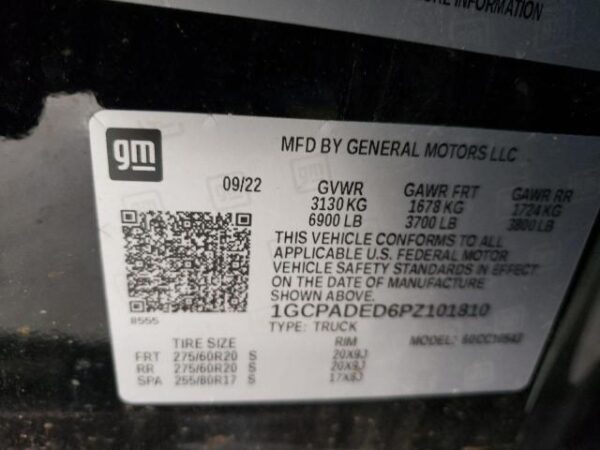 INFORMATION
gm
MFD BY GENERAL MOTORS LLC
09/22 GVWR GAWR FRT GAWR RR
3130 KG 1678 KG 1724 KG
6900 LB 3700 LB 3800 LB
THIS VEHICLE CONFORMS TO ALL
APPLICABLE U.S. FEDERAL MOTOR
VEHICLE SAFETY STANDARDS IN EFFECT
ON THE DATE OF MANUFACTURE
SHOWN ABOVE.
1GCPADED6PZ101810
#555
TYPE: TRUCK MODEL:
TIRE SIZE RIM
FRT 275/60R20 S 20X9J
RR 275/60R20 S 20X9J
SPA 255/80R17 S 17X8J